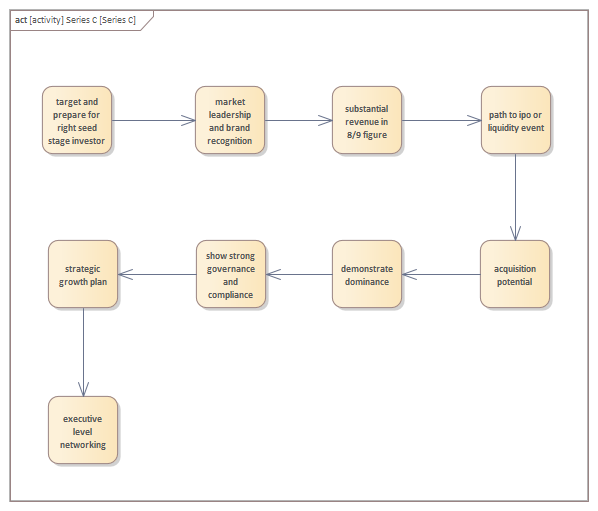 act [activity] Series C [Series C]
target and
prepare for
right seed
stage investor
market
leadership
and brand
recognition
substantial
revenue in
8/9 figure
path to ipo or
liquidity event
acquisition
potential
demonstrate
dominance
show strong
governance
and
compliance
strategic
growth plan
executive
level
networking